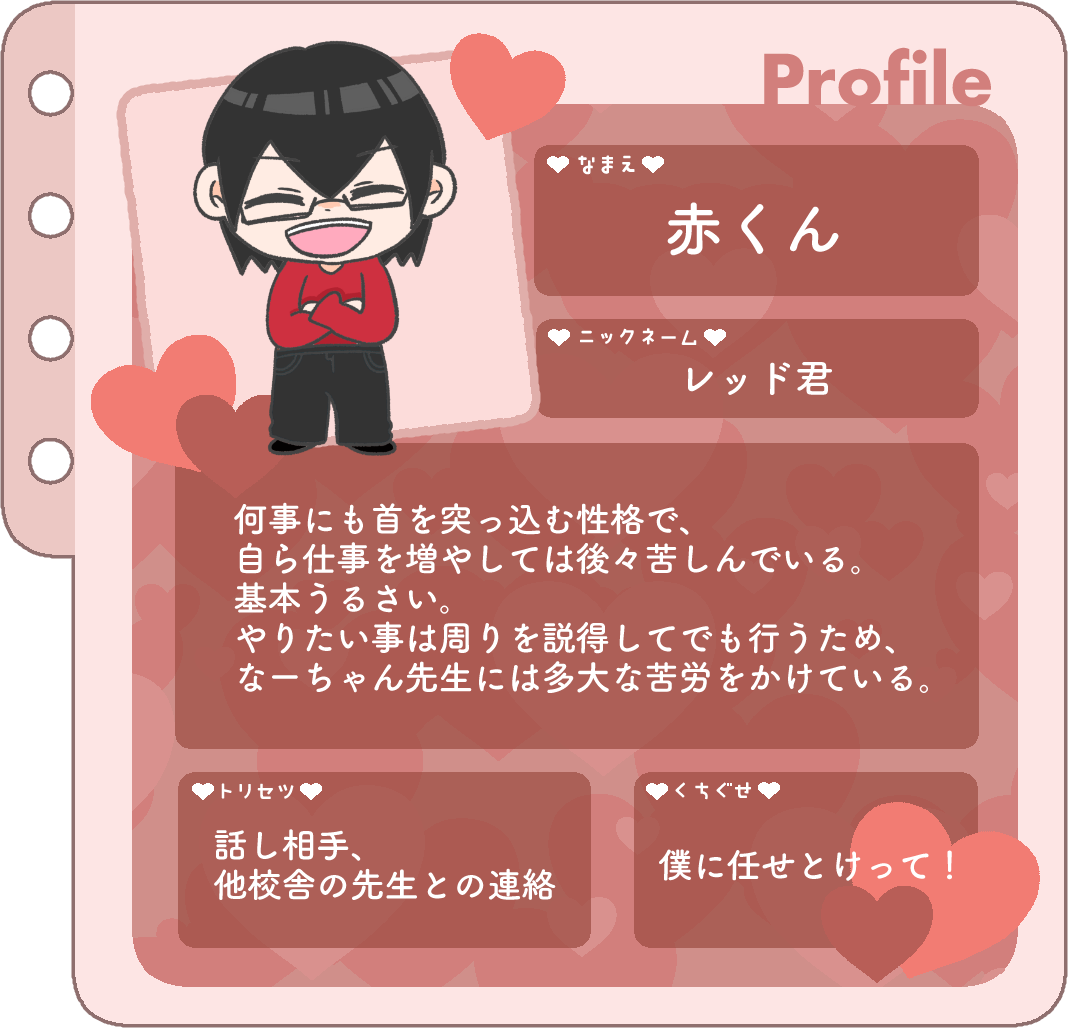 Profile
なまえ
赤くん
ニックネーム
レッド君
何事にも首を突っ込む性格で、
自ら仕事を増やしては後々苦しんでいる。
基本うるさい。
やりたい事は周りを説得してでも行うため、
なーちゃん先生には多大な苦労をかけている。
トリセツ
話し相手、
他校舎の先生との連絡
くちぐせ
僕に任せとけって！